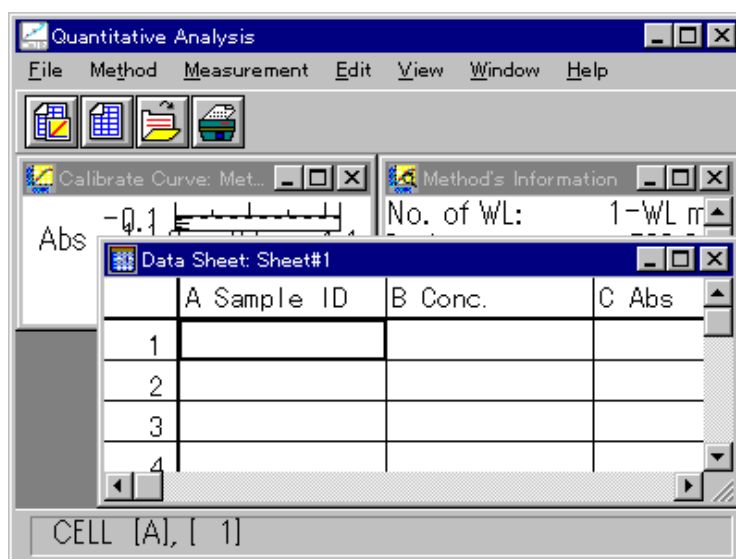 Quantitative Analysis
File Method Measurement Edit View Window Help
Calibrate Curve: Met...
Method's Information
-0.1
Abs
No. of WL: 1-WL m
Data Sheet: Sheet#1
A Sample ID B Conc. C Abs
1
2
3
4
CELL [A], [ 1]